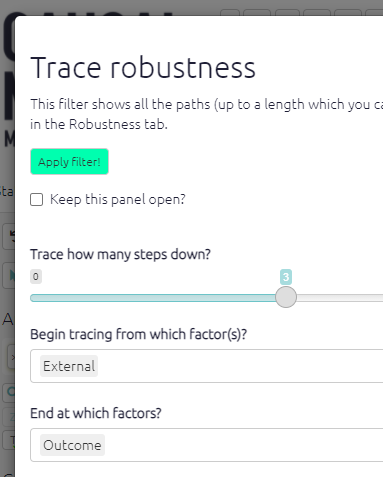 Trace robustness
This filter shows all the paths (up to a length which you ca
in the Robustness tab.
Apply filter!
Keep this panel open?
Trace how many steps down?
0
3
Begin tracing from which factor(s)?
External
End at which factors?
Outcome